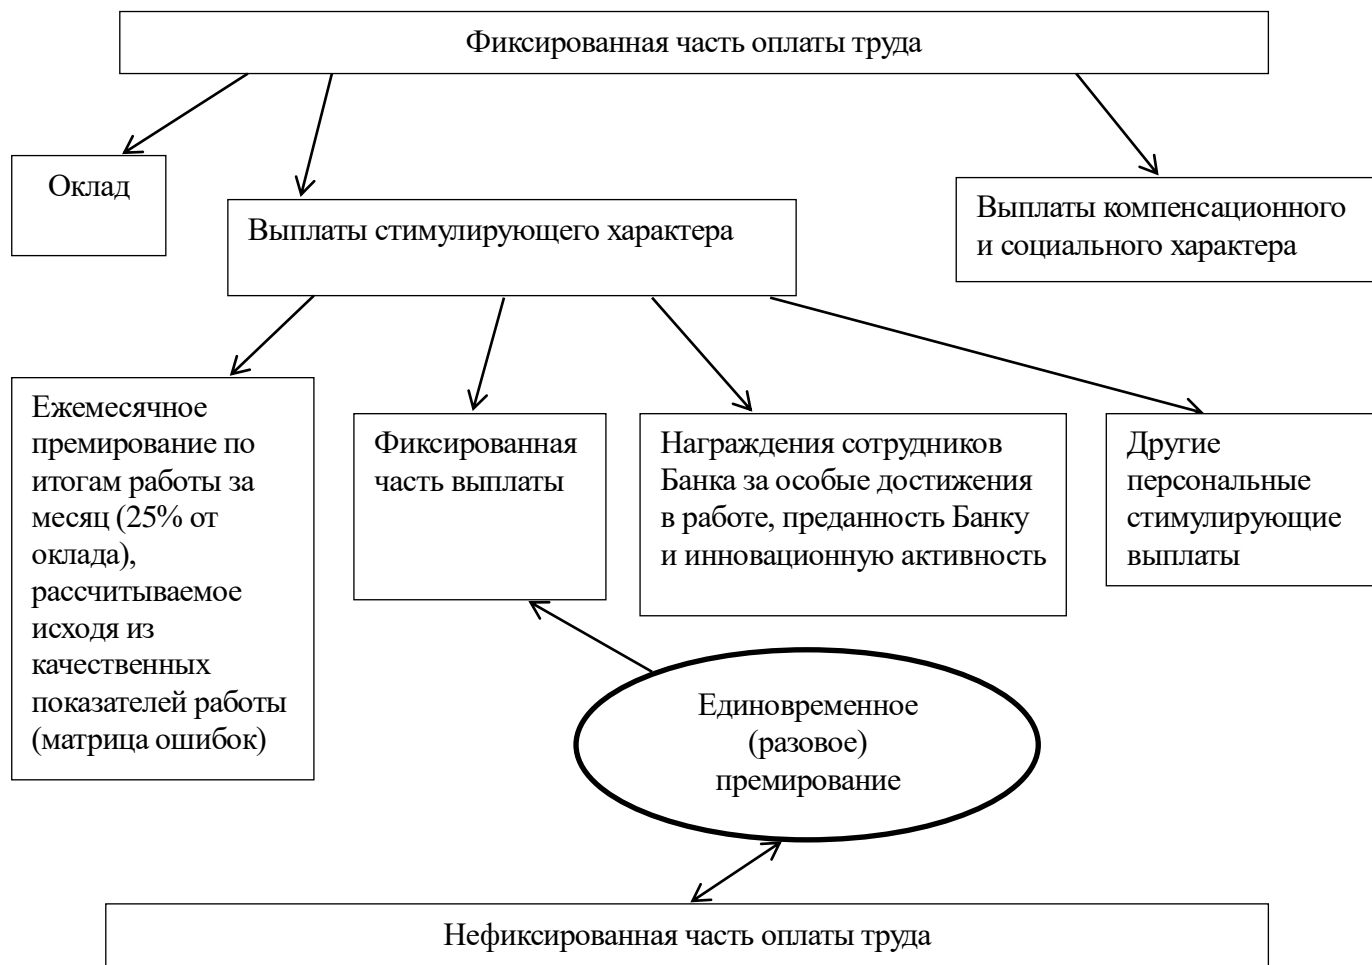 Фиксированная часть оплаты труда
Оклад
Выплаты стимулирующего характера
Выплаты компенсационного
и социального характера
Ежемесячное
премирование по
итогам работы за
месяц (25% от
оклада),
рассчитываемое
исходя из
качественных
показателей работы
(матрица ошибок)
Фиксированная
часть выплаты
Награждения сотрудников
Банка за особые достижения
в работе, преданность Банку
и инновационную активность
Другие
персональные
стимулирующие
выплаты
Единовременное
(разовое)
премирование
Нефиксированная часть оплаты труда